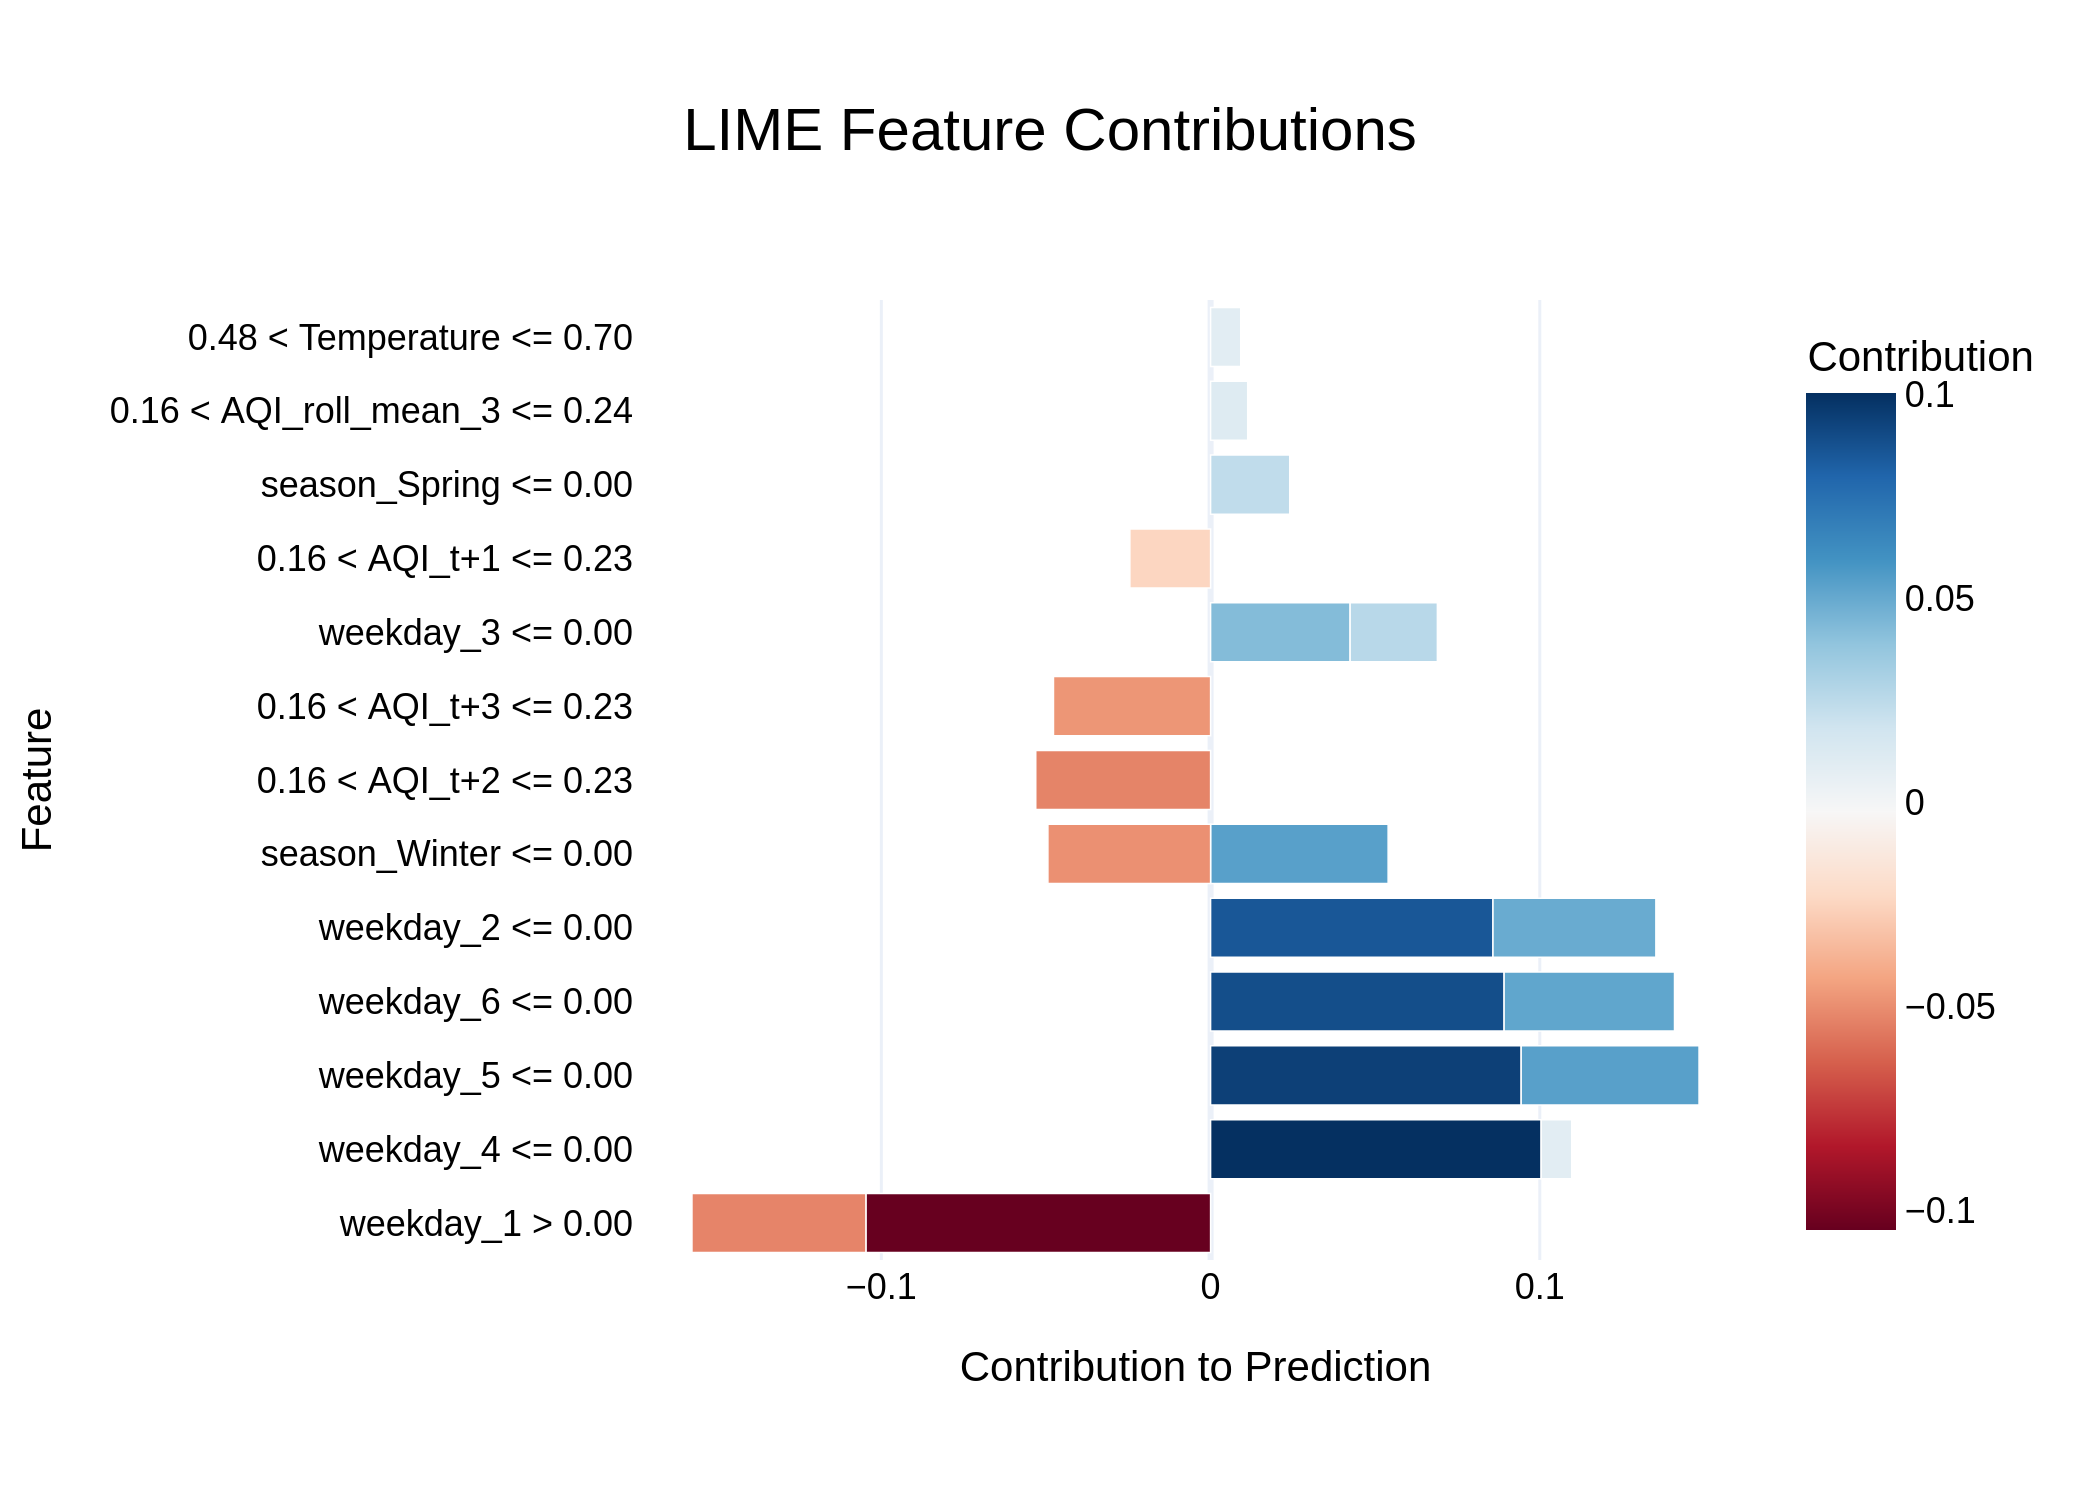 LIME Feature Contributions
0.48 < Temperature <= 0.70
0.16 < AQI_roll_mean_3 <= 0.24
season_Spring <= 0.00
0.16 < AQI_t+1 <= 0.23
weekday_3 <= 0.00
0.16 < AQI_t+3 <= 0.23
0.16 < AQI_t+2 <= 0.23
season_Winter <= 0.00
weekday_2 <= 0.00
weekday_6 <= 0.00
weekday_5 <= 0.00
weekday_4 <= 0.00
weekday_1 > 0.00
Feature
−0.1
0
0.1
Contribution to Prediction
Contribution
0.1
0.05
0
−0.05
−0.1